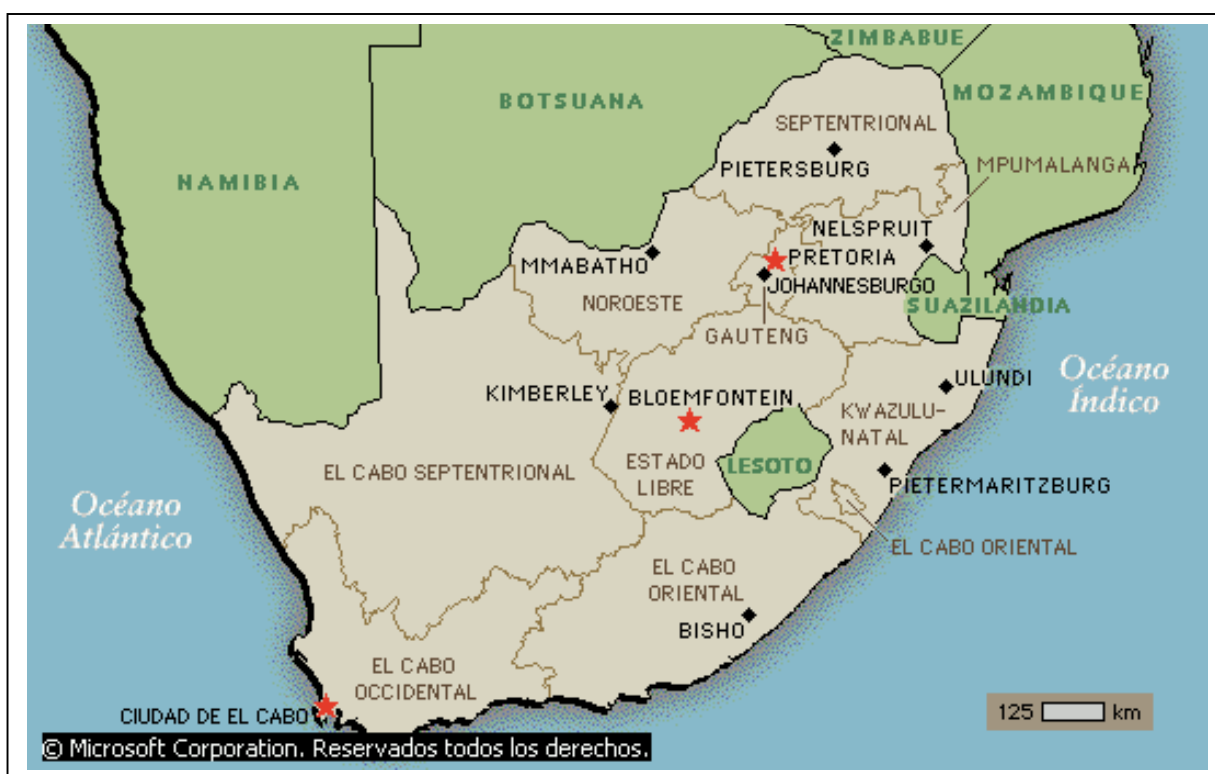 ZIMBABUE
MOZAMBIQUE
BOTSUANA
SEPTENTRIONAL
PIETERSBURG
MPUMALANGA
NAMIBIA
NELSPRUIT
MMABATHO
PRETORIA
JOHANNESBURGO
NOROESTE
SUAZILANDIA
GAUTENG
Océano
Índico
ULUNDI
KIMBERLEY
BLOEMFONTEIN
KWAZULU-
NATAL
EL CABO SEPTENTRIONAL
ESTADO
LIBRE
LESOTO
PIETERMARITZBURG
Océano
Atlántico
EL CABO ORIENTAL
EL CABO
ORIENTAL
BISHO
EL CABO
OCCIDENTAL
CIUDAD DE EL CABO
125 km
© Microsoft Corporation. Reservados todos los derechos.